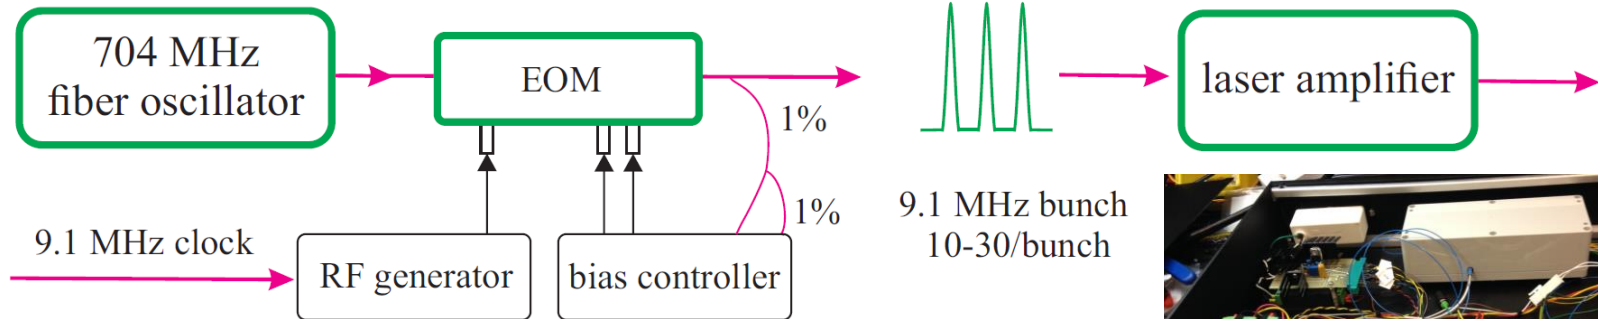 704 MHz
fiber oscillator
EOM
1%
1%
9.1 MHz clock
RF generator
bias controller
9.1 MHz bunch
10-30/bunch
laser amplifier